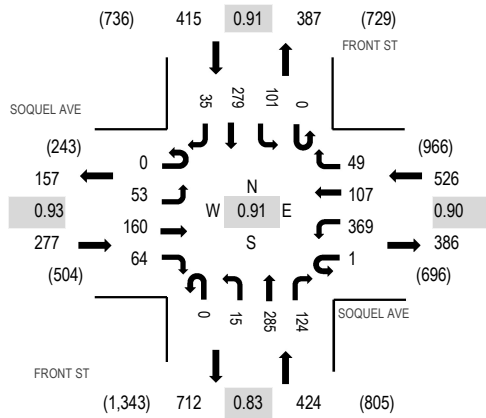 (736) 415 0.91 387 (729)
FRONT ST
35 279 101 0
SOQUEL AVE
(243) 0 49 (966)
157 53 N 107 526
0.93 W 0.91 E 0.90
160 369
277 S 386
64 1
(504) (696)
0 15 285 124
SOQUEL AVE
FRONT ST
(1,343) 712 0.83 424 (805)